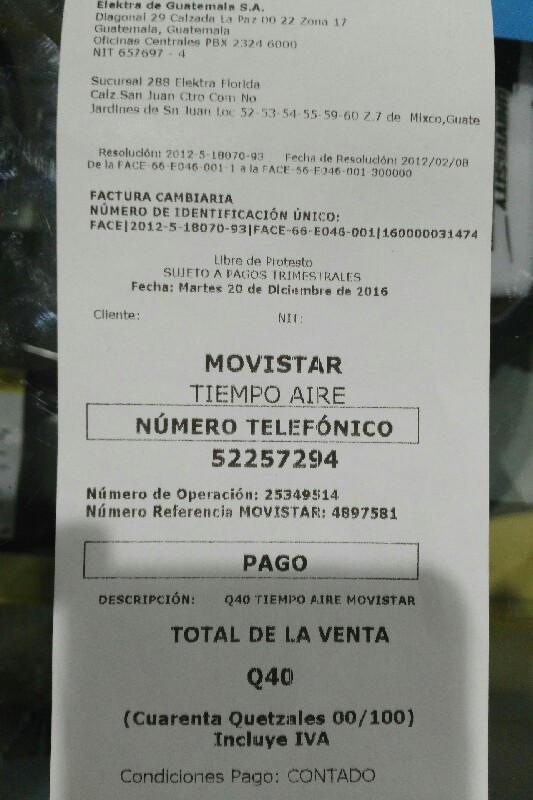 Elektra de Guatemala S.A.
Diagonal 29 Calzada La Paz 00 22 Zona 17
Guatemala, Guatemala
Oficinas Centrales PBX 2324 6000
NIT 657697 - 4
Sucursal 288 Elektra Florida
Calz San Juan Ctro Com No
Jardines de Sn Juan Loc 52-53-54-55-59-60 Z.7 de Mixco,Guate
Resolución: 2012-5-18070-93 Fecha de Resolución: 2012/02/08
De la FACE-66-E046-001-1 a la FACE-66-E046-001-300000
FACTURA CAMBIARIA
NÚMERO DE IDENTIFICACIÓN ÚNICO:
FACE|2012-5-18070-93|FACE-66-E046-001|160000031474
Libre de Protesto
SUJETO A PAGOS TRIMESTRALES
Fecha: Martes 20 de Diciembre de 2016
Cliente: NIT:
MOVISTAR
TIEMPO AIRE
NÚMERO TELEFÓNICO
52257294
Número de Operación: 25349514
Número Referencia MOVISTAR: 4897581
PAGO
DESCRIPCIÓN: Q40 TIEMPO AIRE MOVISTAR
TOTAL DE LA VENTA
Q40
(Cuarenta Quetzales 00/100)
Incluye IVA
Condiciones Pago: CONTADO